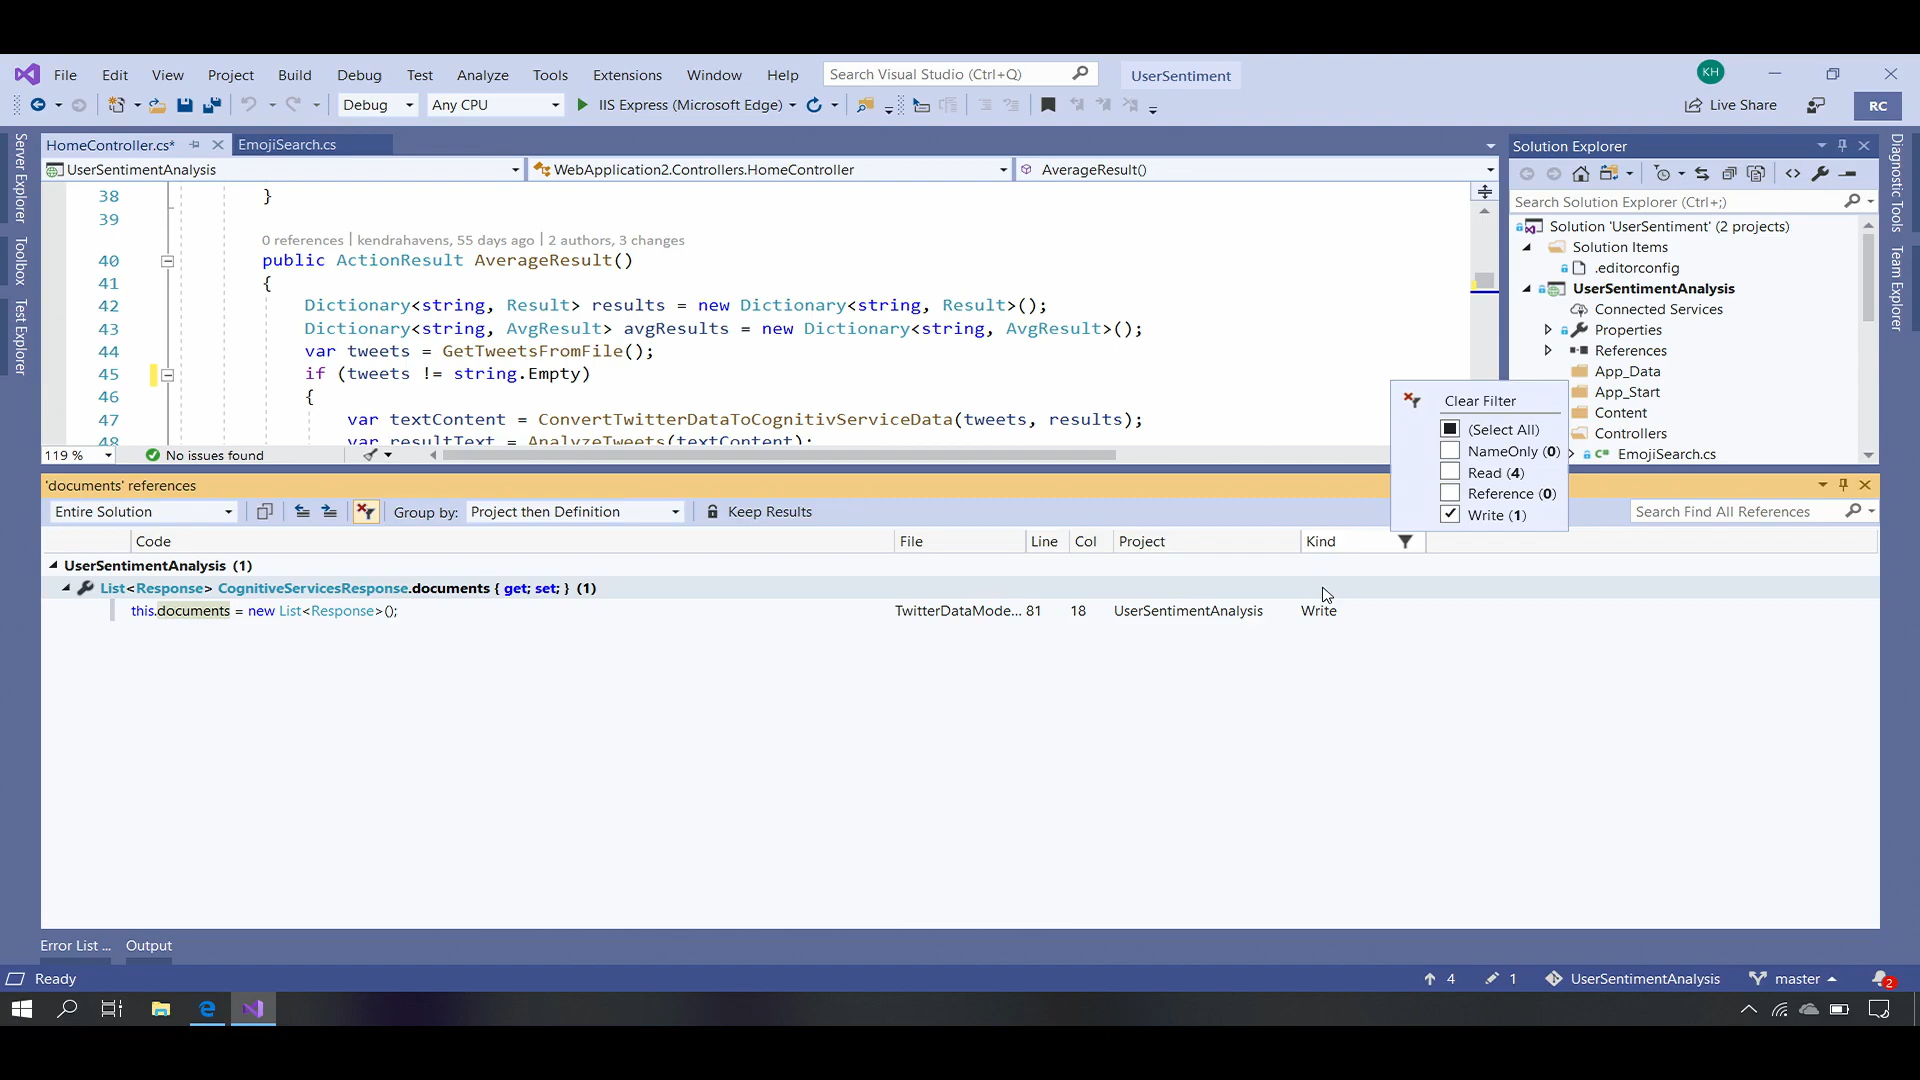 File Edit View Project Build Debug Test Analyze Tools Extensions Window Help Search Visual Studio (Ctrl+Q) UserSentiment KH
Debug Any CPU IIS Express (Microsoft Edge) Live Share RC
Server Explorer
Toolbox
Test Explorer
HomeController.cs* EmojiSearch.cs
UserSentimentAnalysis WebApplication2.Controllers.HomeController AverageResult()
38 }
39
0 references | kendrahavens, 55 days ago | 2 authors, 3 changes
40 public ActionResult AverageResult()
41 {
42 Dictionary<string, Result> results = new Dictionary<string, Result>();
43 Dictionary<string, AvgResult> avgResults = new Dictionary<string, AvgResult>();
44 var tweets = GetTweetsFromFile();
45 if (tweets != string.Empty)
46 {
47 var textContent = ConvertTwitterDataToCognitivServiceData(tweets, results);
48 var resultText = AnalyzeTweets(textContent);
119 % No issues found
Solution Explorer
Search Solution Explorer (Ctrl+;)
Solution 'UserSentiment' (2 projects)
Solution Items
.editorconfig
UserSentimentAnalysis
Connected Services
Properties
References
App_Data
App_Start
Content
Controllers
C# EmojiSearch.cs
Diagnostic Tools
Team Explorer
Clear Filter
(Select All)
NameOnly (0)
Read (4)
Reference (0)
Write (1)
'documents' references
Entire Solution Group by: Project then Definition Keep Results Search Find All References
Code File Line Col Project Kind
UserSentimentAnalysis (1)
List<Response> CognitiveServicesResponse.documents { get; set; } (1)
this.documents = new List<Response>(); TwitterDataMode... 81 18 UserSentimentAnalysis Write
Error List ... Output
Ready 4 1 UserSentimentAnalysis master 2